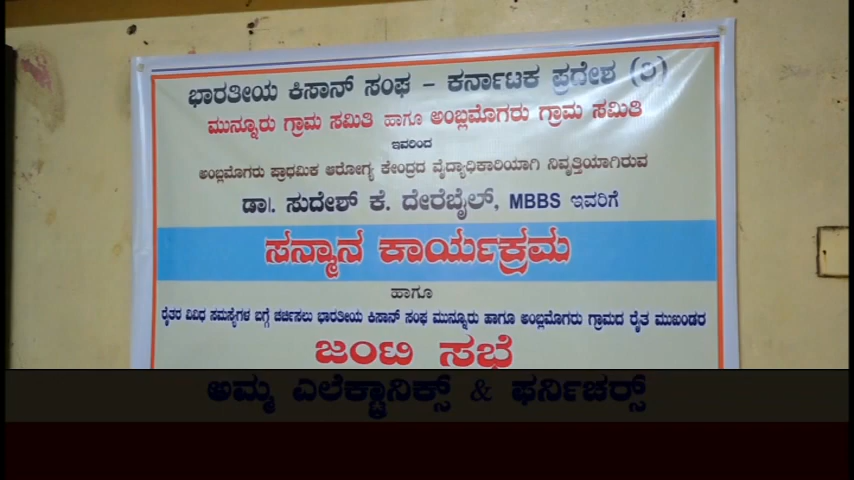 ಭಾರತೀಯ ಕಿಸಾನ್ ಸಂಘ - ಕರ್ನಾಟಕ ಪ್ರದೇಶ (ರಿ)
ಮುನ್ನೂರು ಗ್ರಾಮ ಸಮಿತಿ ಹಾಗೂ ಅಂಬ್ಲಮೊಗರು ಗ್ರಾಮ ಸಮಿತಿ
ಇವರಿಂದ
ಅಂಬ್ಲಮೊಗರು ಪ್ರಾಥಮಿಕ ಆರೋಗ್ಯ ಕೇಂದ್ರದ ವೈದ್ಯಾಧಿಕಾರಿಯಾಗಿ ನಿವೃತ್ತಿಯಾಗಿರುವ
ಡಾ|. ಸುದೇಶ್ ಕೆ. ದೇರೆಬೈಲ್, MBBS ಇವರಿಗೆ
ಸನ್ಮಾನ ಕಾರ್ಯಕ್ರಮ
ಹಾಗೂ
ರೈತರ ವಿವಿಧ ಸಮಸ್ಯೆಗಳ ಬಗ್ಗೆ ಚರ್ಚಿಸಲು ಭಾರತೀಯ ಕಿಸಾನ್ ಸಂಘ ಮುನ್ನೂರು ಹಾಗೂ ಅಂಬ್ಲಮೊಗರು ಗ್ರಾಮದ ರೈತ ಮುಖಂಡರ
ಜಂಟಿ ಸಭೆ
ಅಮ್ಮ ಎಲೆಕ್ಟ್ರಾನಿಕ್ಸ್ & ಫರ್ನಿಚರ್ಸ್